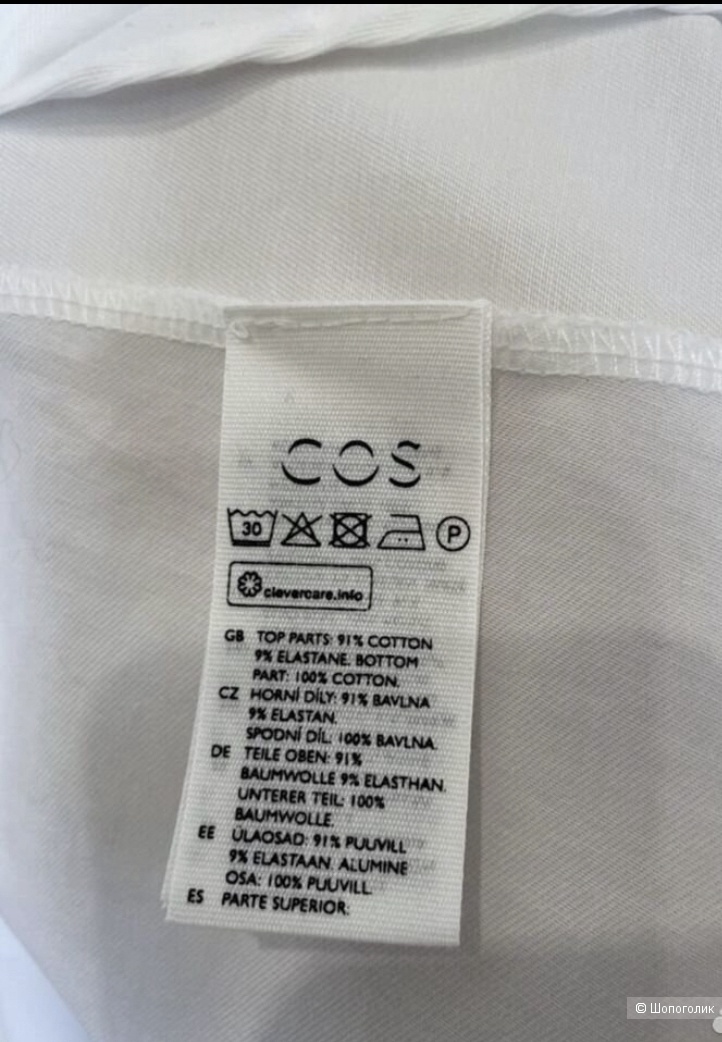 COS
30
P
clevercare.info
GB TOP PARTS: 91% COTTON
9% ELASTANE. BOTTOM
PART: 100% COTTON.
CZ HORNÍ DÍLY: 91% BAVLNA
9% ELASTAN.
SPODNÍ DÍL: 100% BAVLNA.
DE TEILE OBEN: 91%
BAUMWOLLE 9% ELASTHAN.
UNTERER TEIL: 100%
BAUMWOLLE.
EE ÜLAOSAD: 91% PUUVILL
9% ELASTAAN. ALUMINE
OSA: 100% PUUVILL.
ES PARTE SUPERIOR:
© Шопоголик